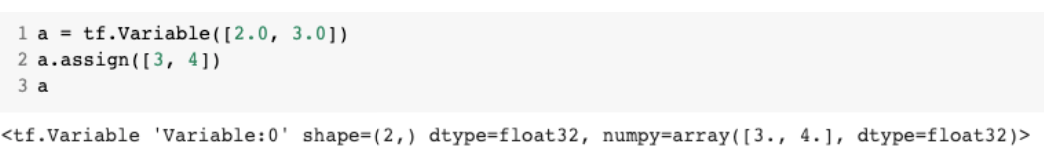 1 a = tf.Variable([2.0, 3.0])
2 a.assign([3, 4])
3 a
<tf.Variable 'Variable:0' shape=(2,) dtype=float32, numpy=array([3., 4.], dtype=float32)>